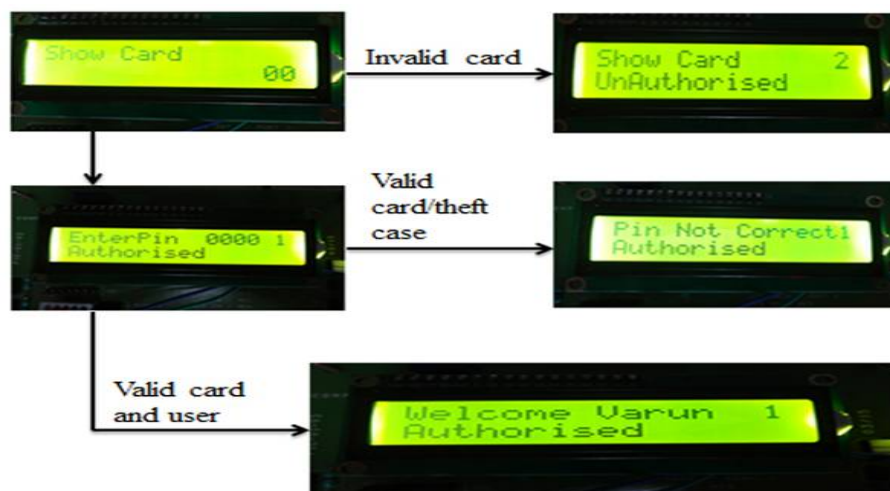 Show Card
00
Invalid card
Show Card 2
UnAuthorised
EnterPin 0000 1
Authorised
Valid
card/theft
case
Pin Not Correct1
Authorised
Valid card
and user
Welcome Varun 1
Authorised